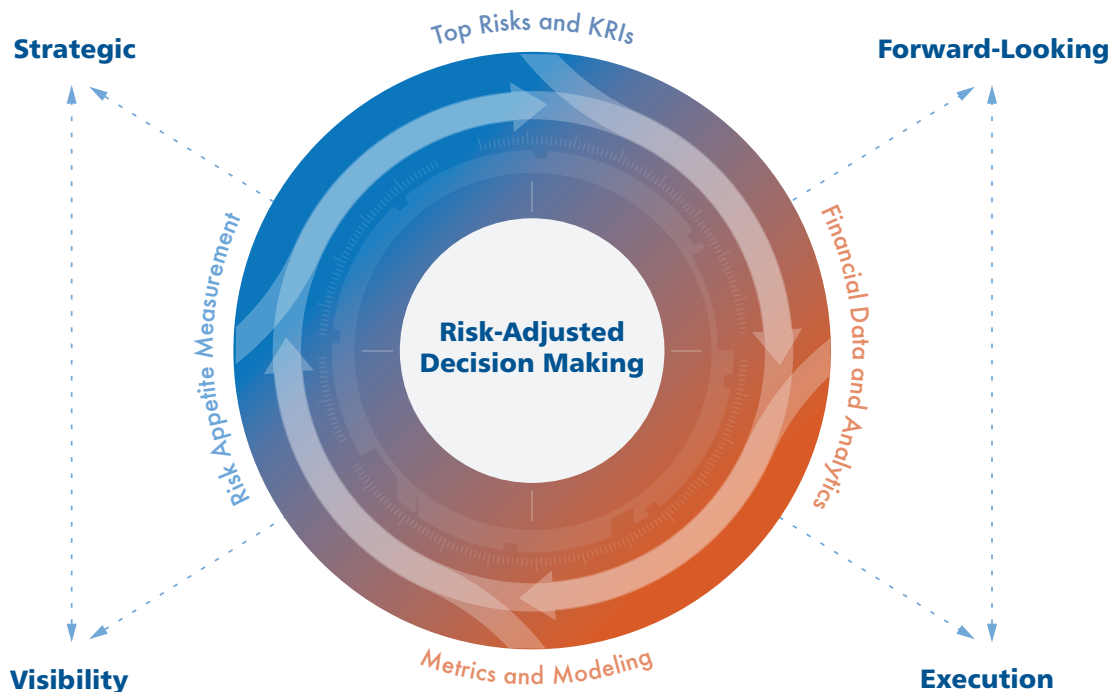 Top Risks and KRIs
Strategic
Forward-Looking
Risk Appetite Measurement
Financial Data and Analytics
Risk-Adjusted
Decision Making
Metrics and Modeling
Visibility
Execution